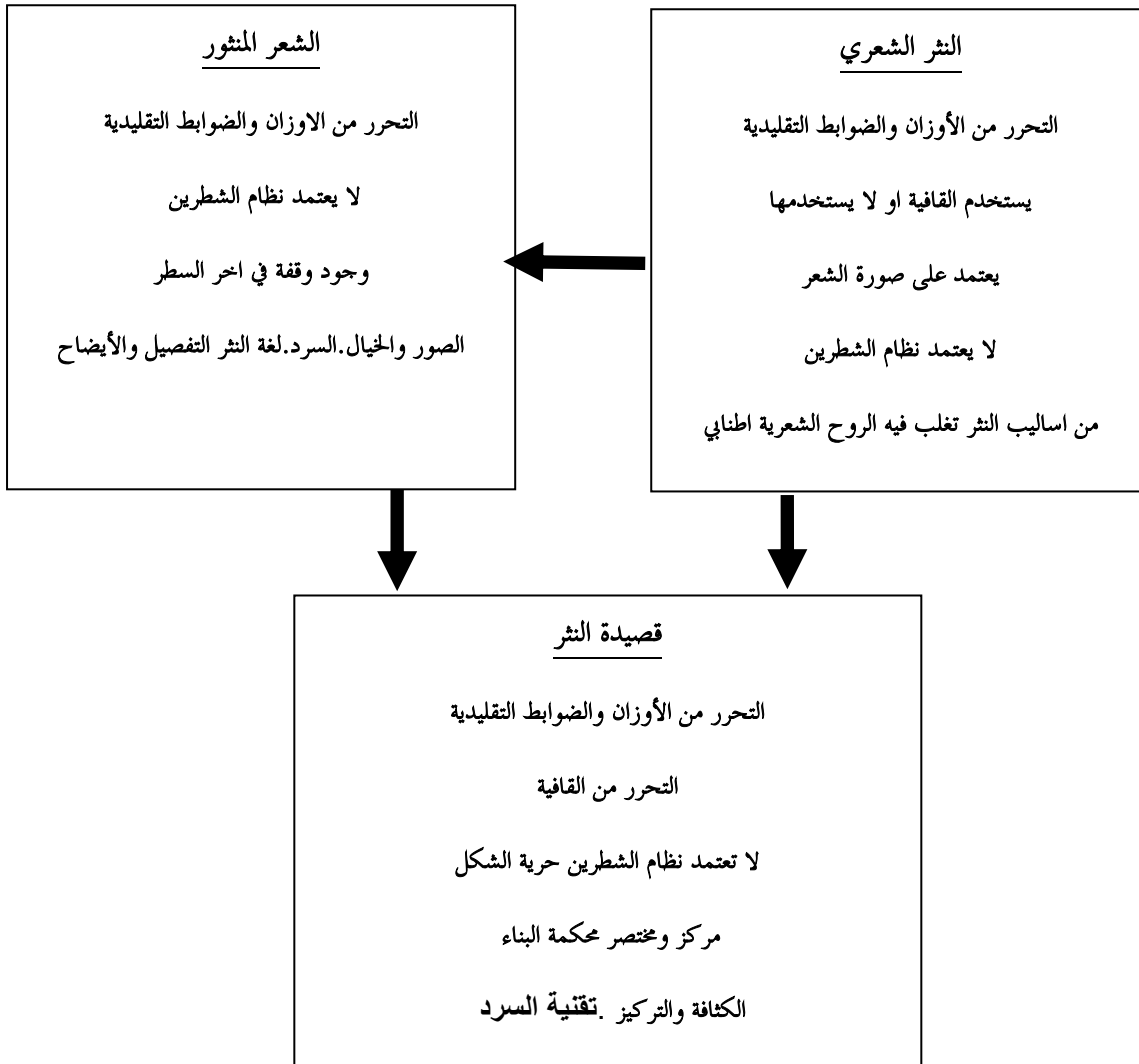 النثر الشعري
التحرر من الأوزان والضوابط التقليدية
يستخدم القافية او لا يستخدمها
يعتمد على صورة الشعر
لا يعتمد نظام الشطرين
من اساليب النثر تغلب فيه الروح الشعرية اطنابي
الشعر المنثور
التحرر من الاوزان والضوابط التقليدية
لا يعتمد نظام الشطرين
وجود وقفة في اخر السطر
الصور والخيال.السرد.لغة النثر التفصيل والأيضاح
قصيدة النثر
التحرر من الأوزان والضوابط التقليدية
التحرر من القافية
لا تعتمد نظام الشطرين حرية الشكل
مركز ومختصر محكمة البناء
الكثافة والتركيز .تقنية السرد